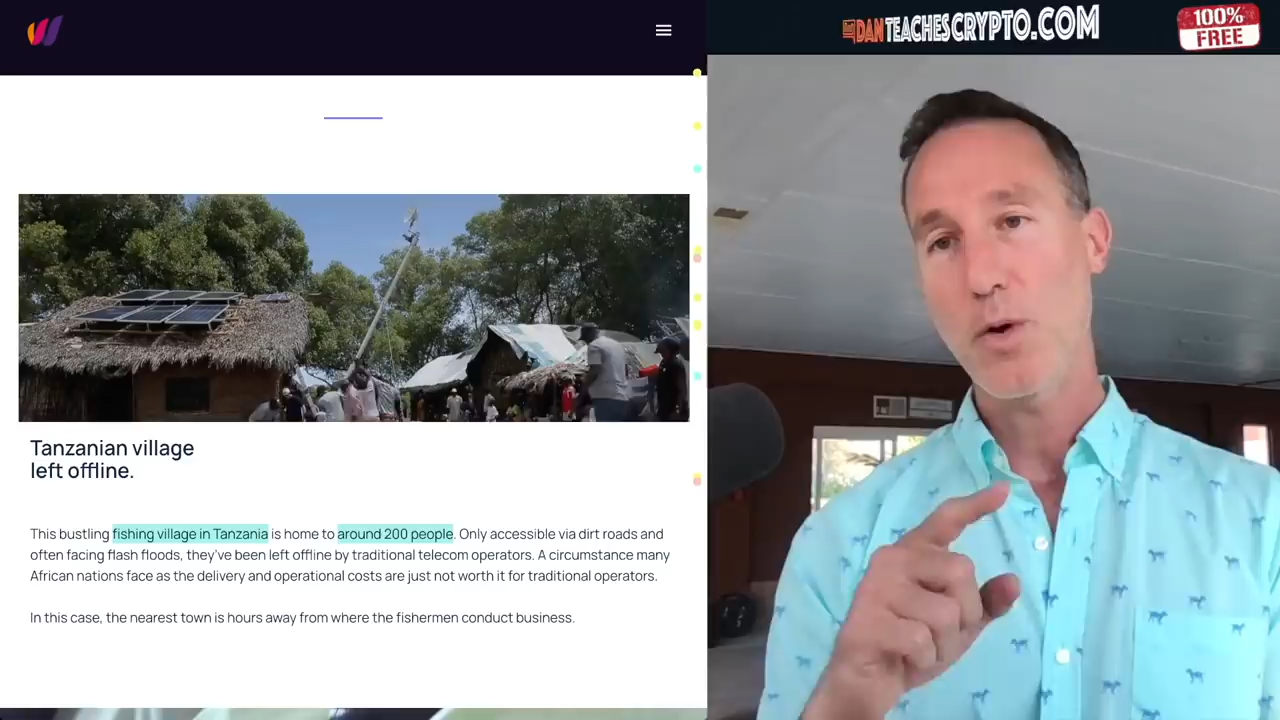 DANTEACHESCRYPTO.COM
100%
FREE
Tanzanian village
left offline.
This bustling fishing village in Tanzania is home to around 200 people. Only accessible via dirt roads and
often facing flash floods, they've been left offline by traditional telecom operators. A circumstance many
African nations face as the delivery and operational costs are just not worth it for traditional operators.
In this case, the nearest town is hours away from where the fishermen conduct business.